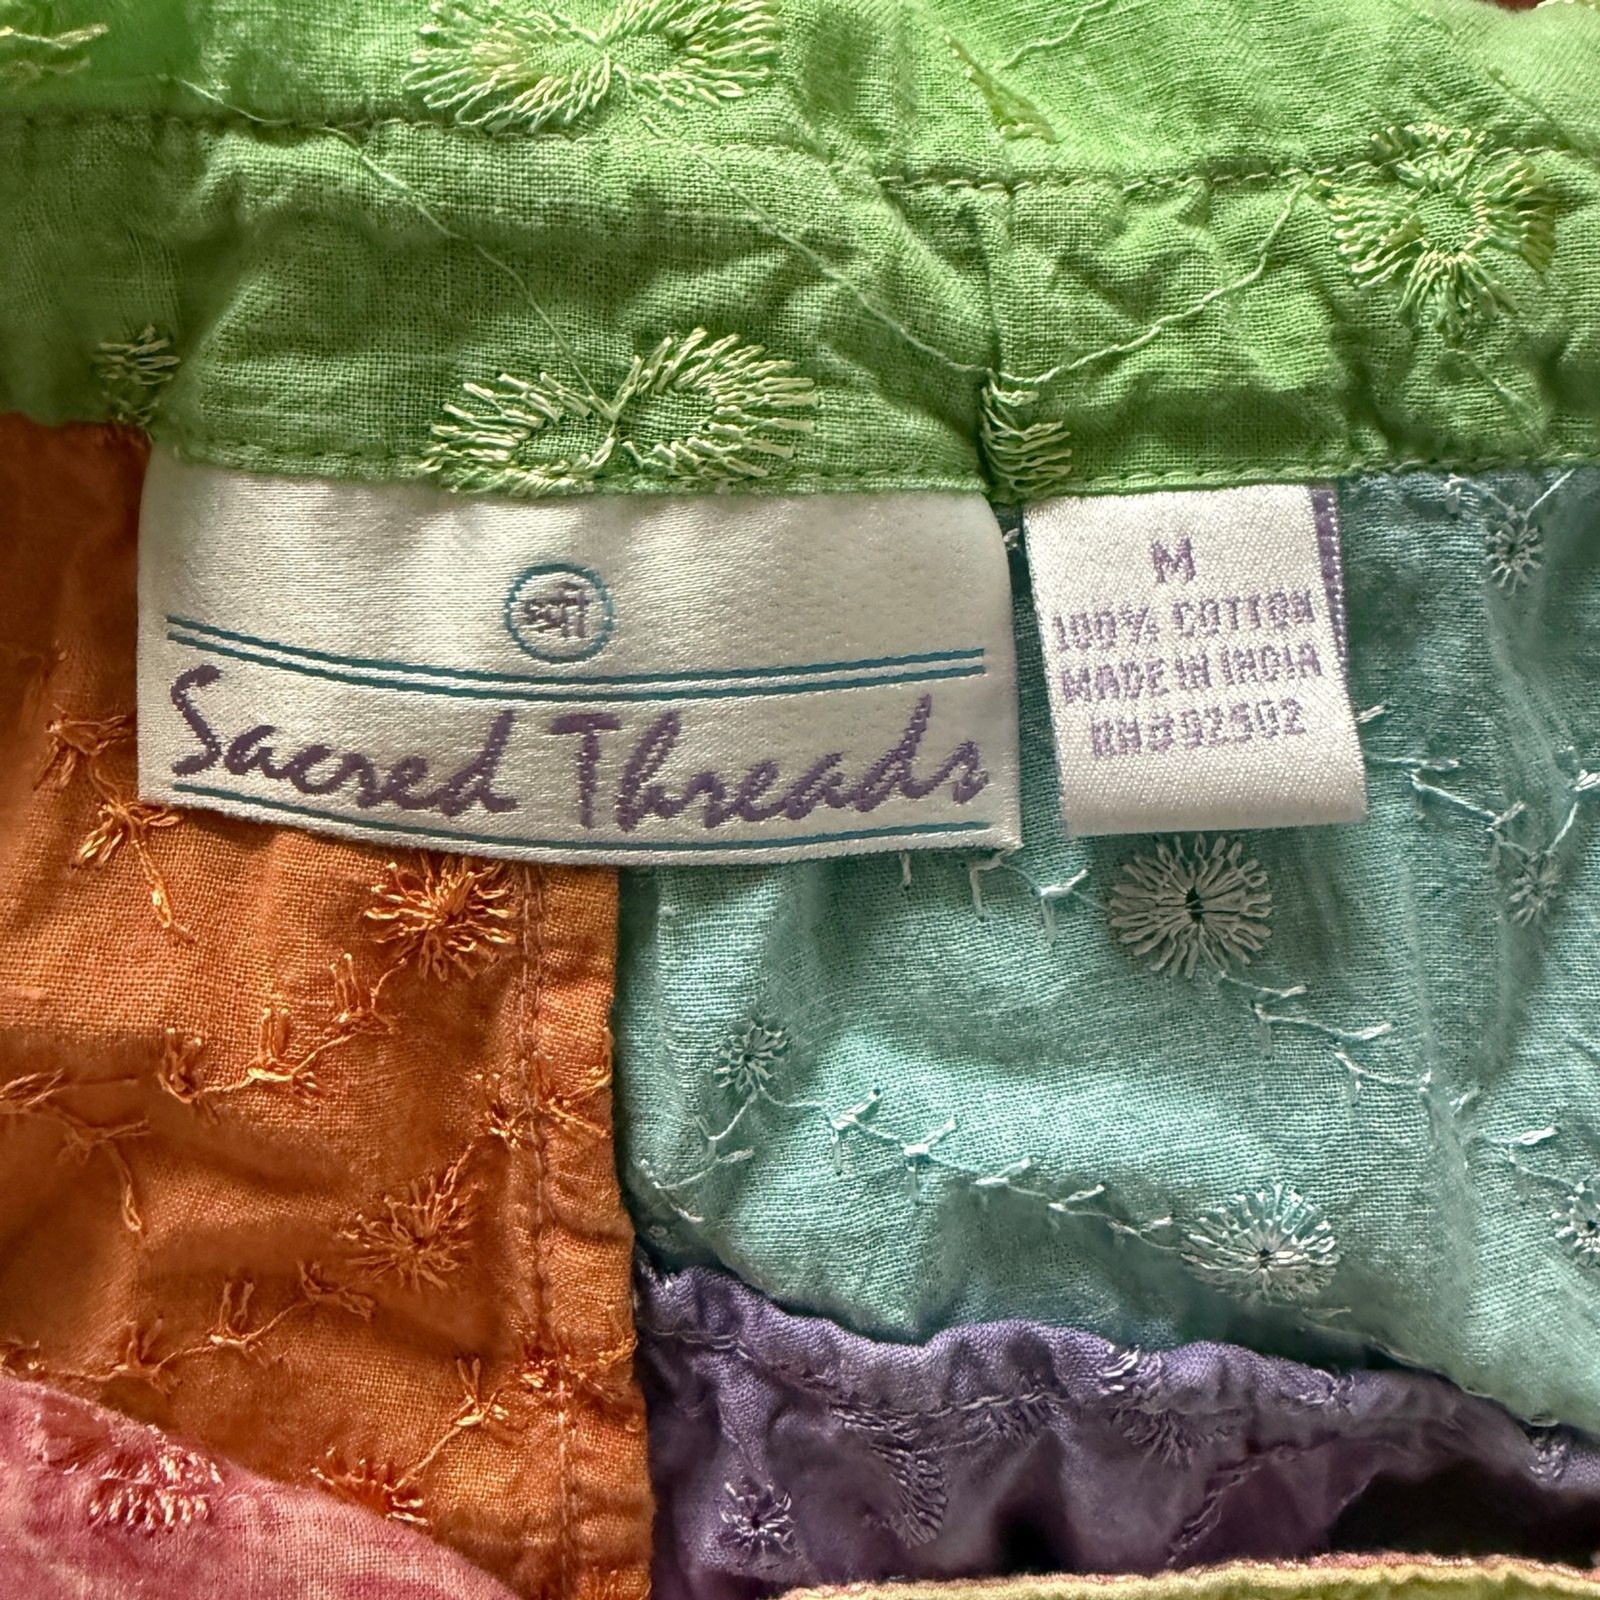 श्री
Sacred Threads
M
100% COTTON
MADE IN INDIA
RN#92502